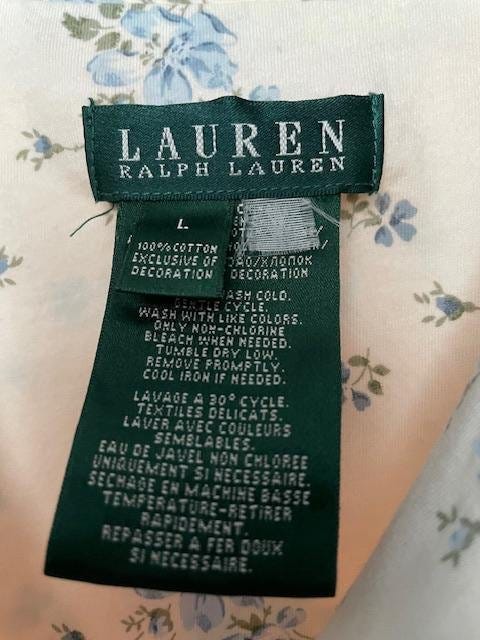 LAUREN
RALPH LAUREN
L
100% COTTON
EXCLUSIVE OF
DECORATION
DECORATION
WASH COLD.
GENTLE CYCLE.
WASH WITH LIKE COLORS.
ONLY NON-CHLORINE
BLEACH WHEN NEEDED.
TUMBLE DRY LOW.
REMOVE PROMPTLY.
COOL IRON IF NEEDED.
LAVAGE A 30° CYCLE.
TEXTILES DELICATS.
LAVER AVEC COULEURS
SEMBLABLES.
EAU DE JAVEL NON CHLOREE
UNIQUEMENT SI NECESSAIRE.
SECHAGE EN MACHINE BASSE
TEMPERATURE-RETIRER
RAPIDEMENT.
REPASSER A FER DOUX
SI NECESSAIRE.